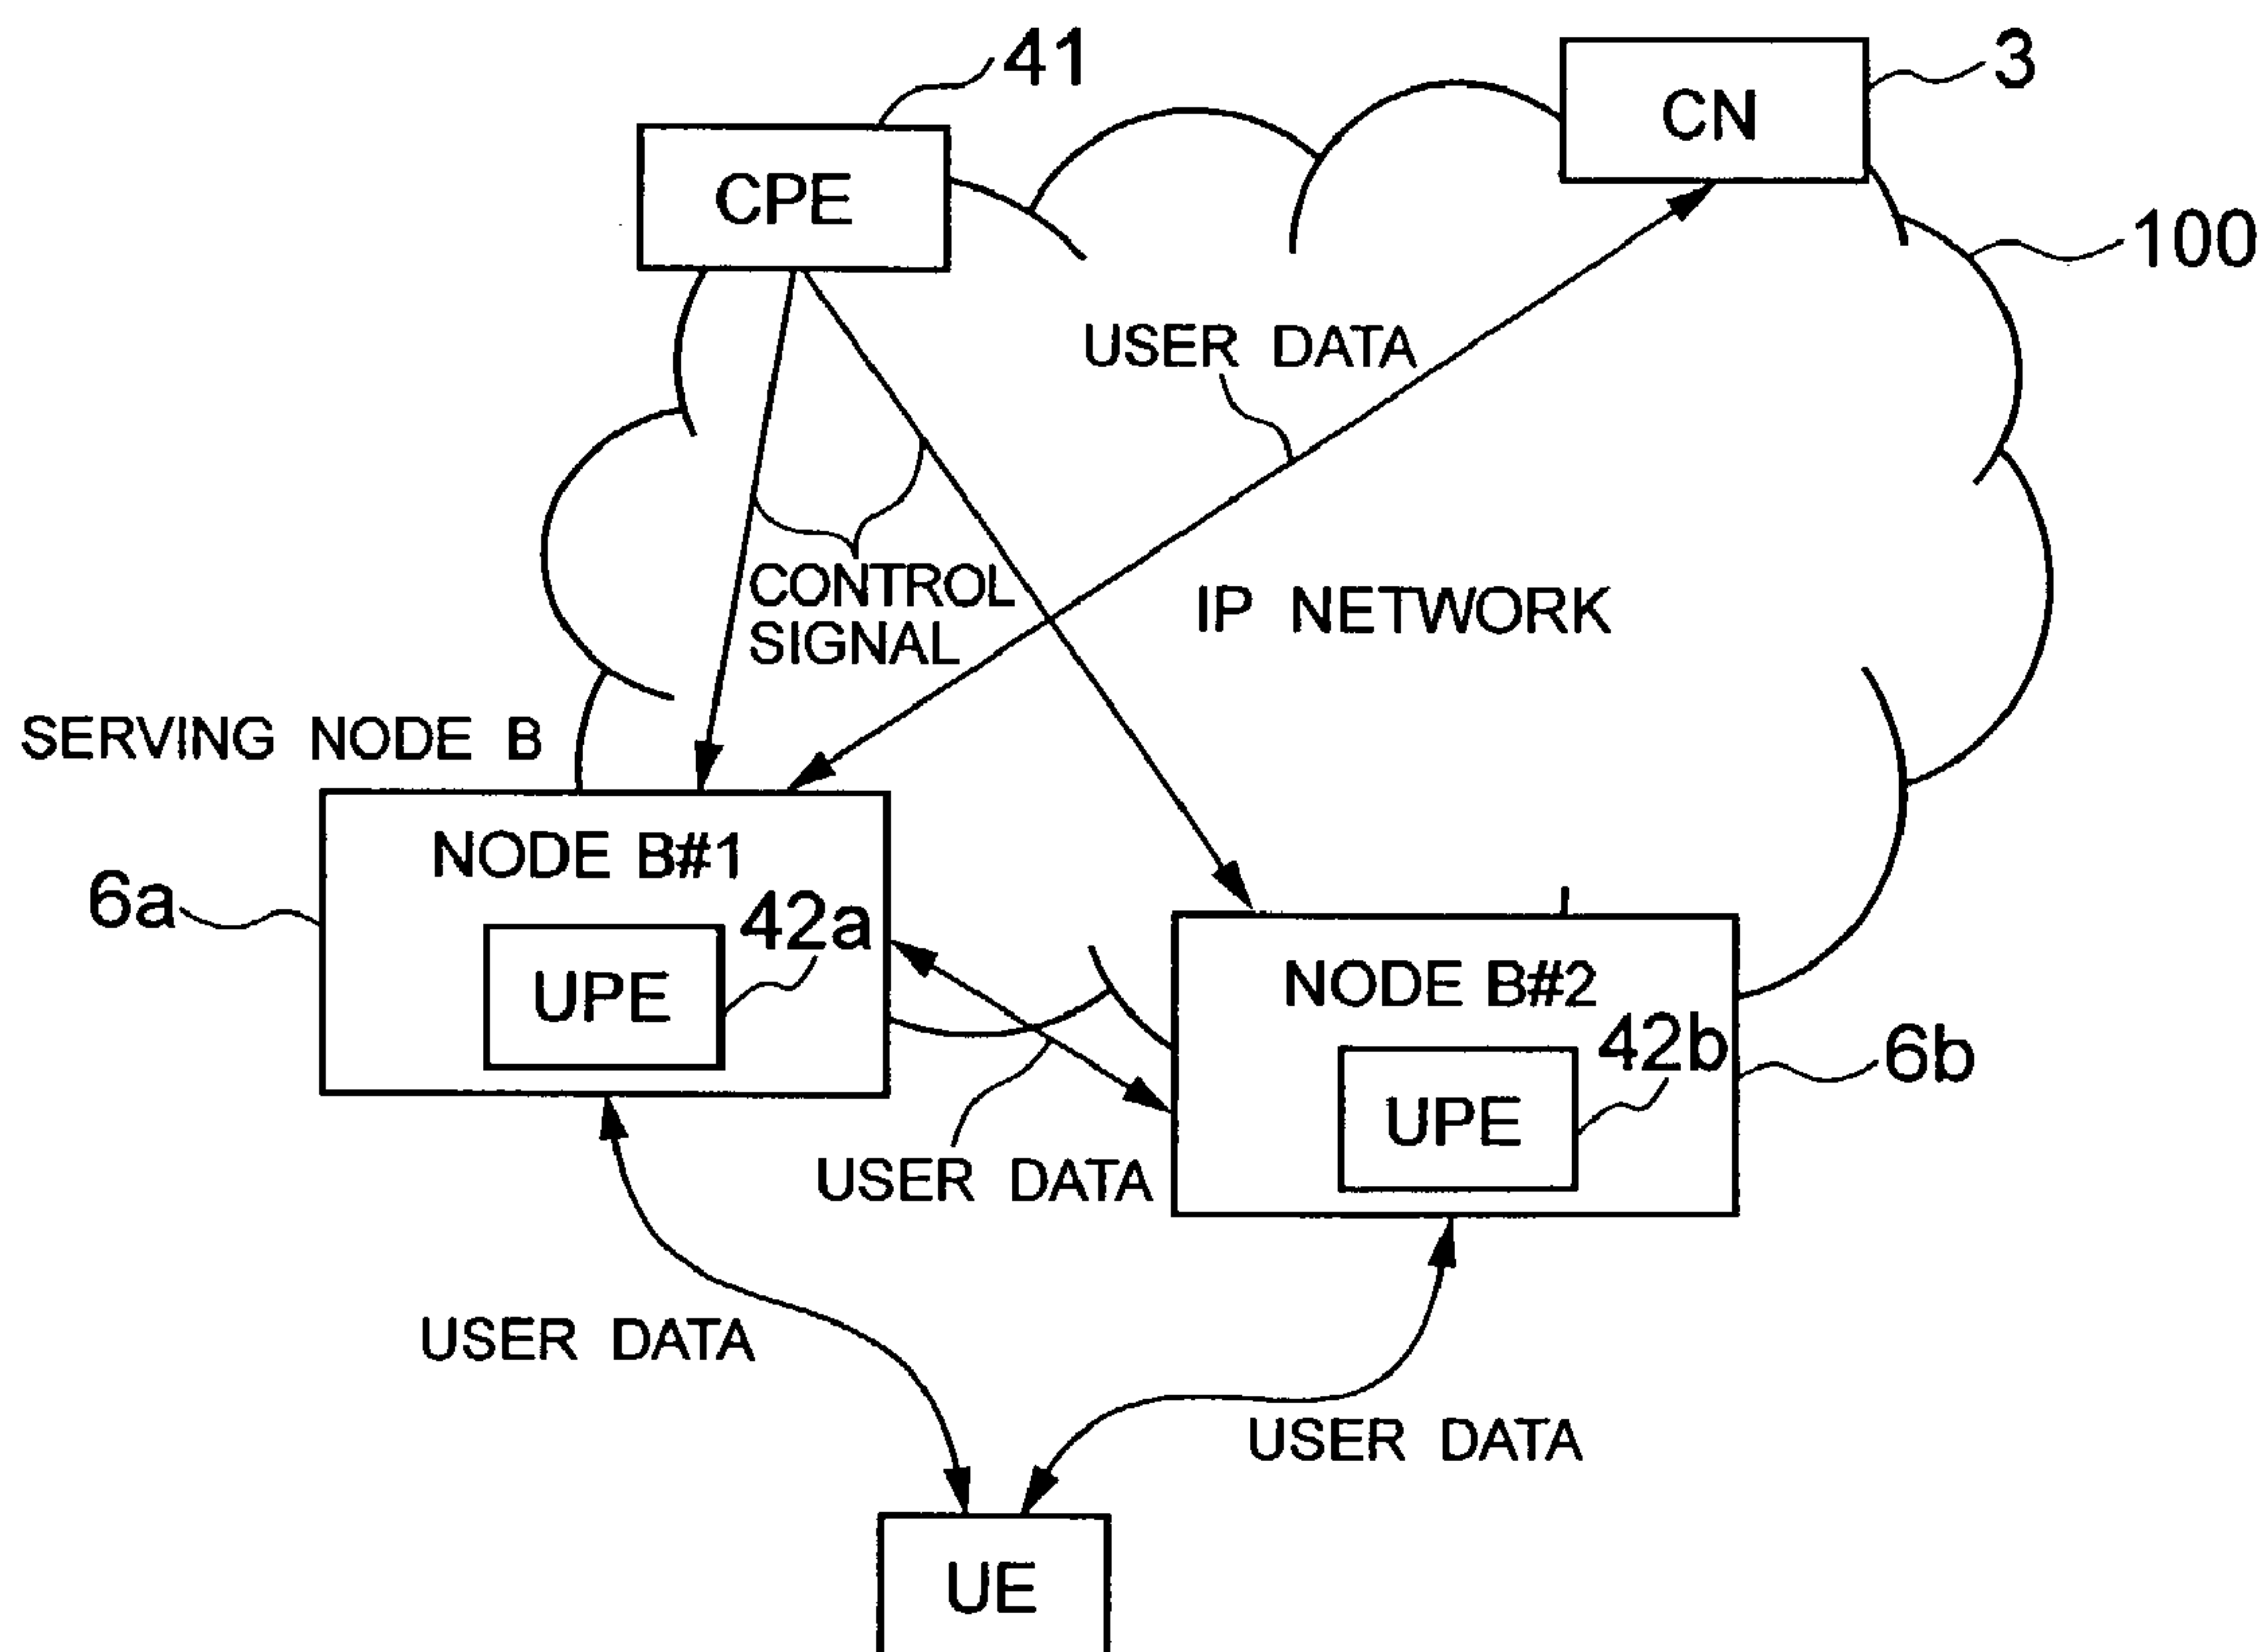 41
3
CN
CPE
100
USER DATA
CONTROL
SIGNAL
IP NETWORK
SERVING NODE B
NODE B#1
6a
42a
UPE
NODE B#2
42b
6b
UPE
USER DATA
USER DATA
USER DATA
UE